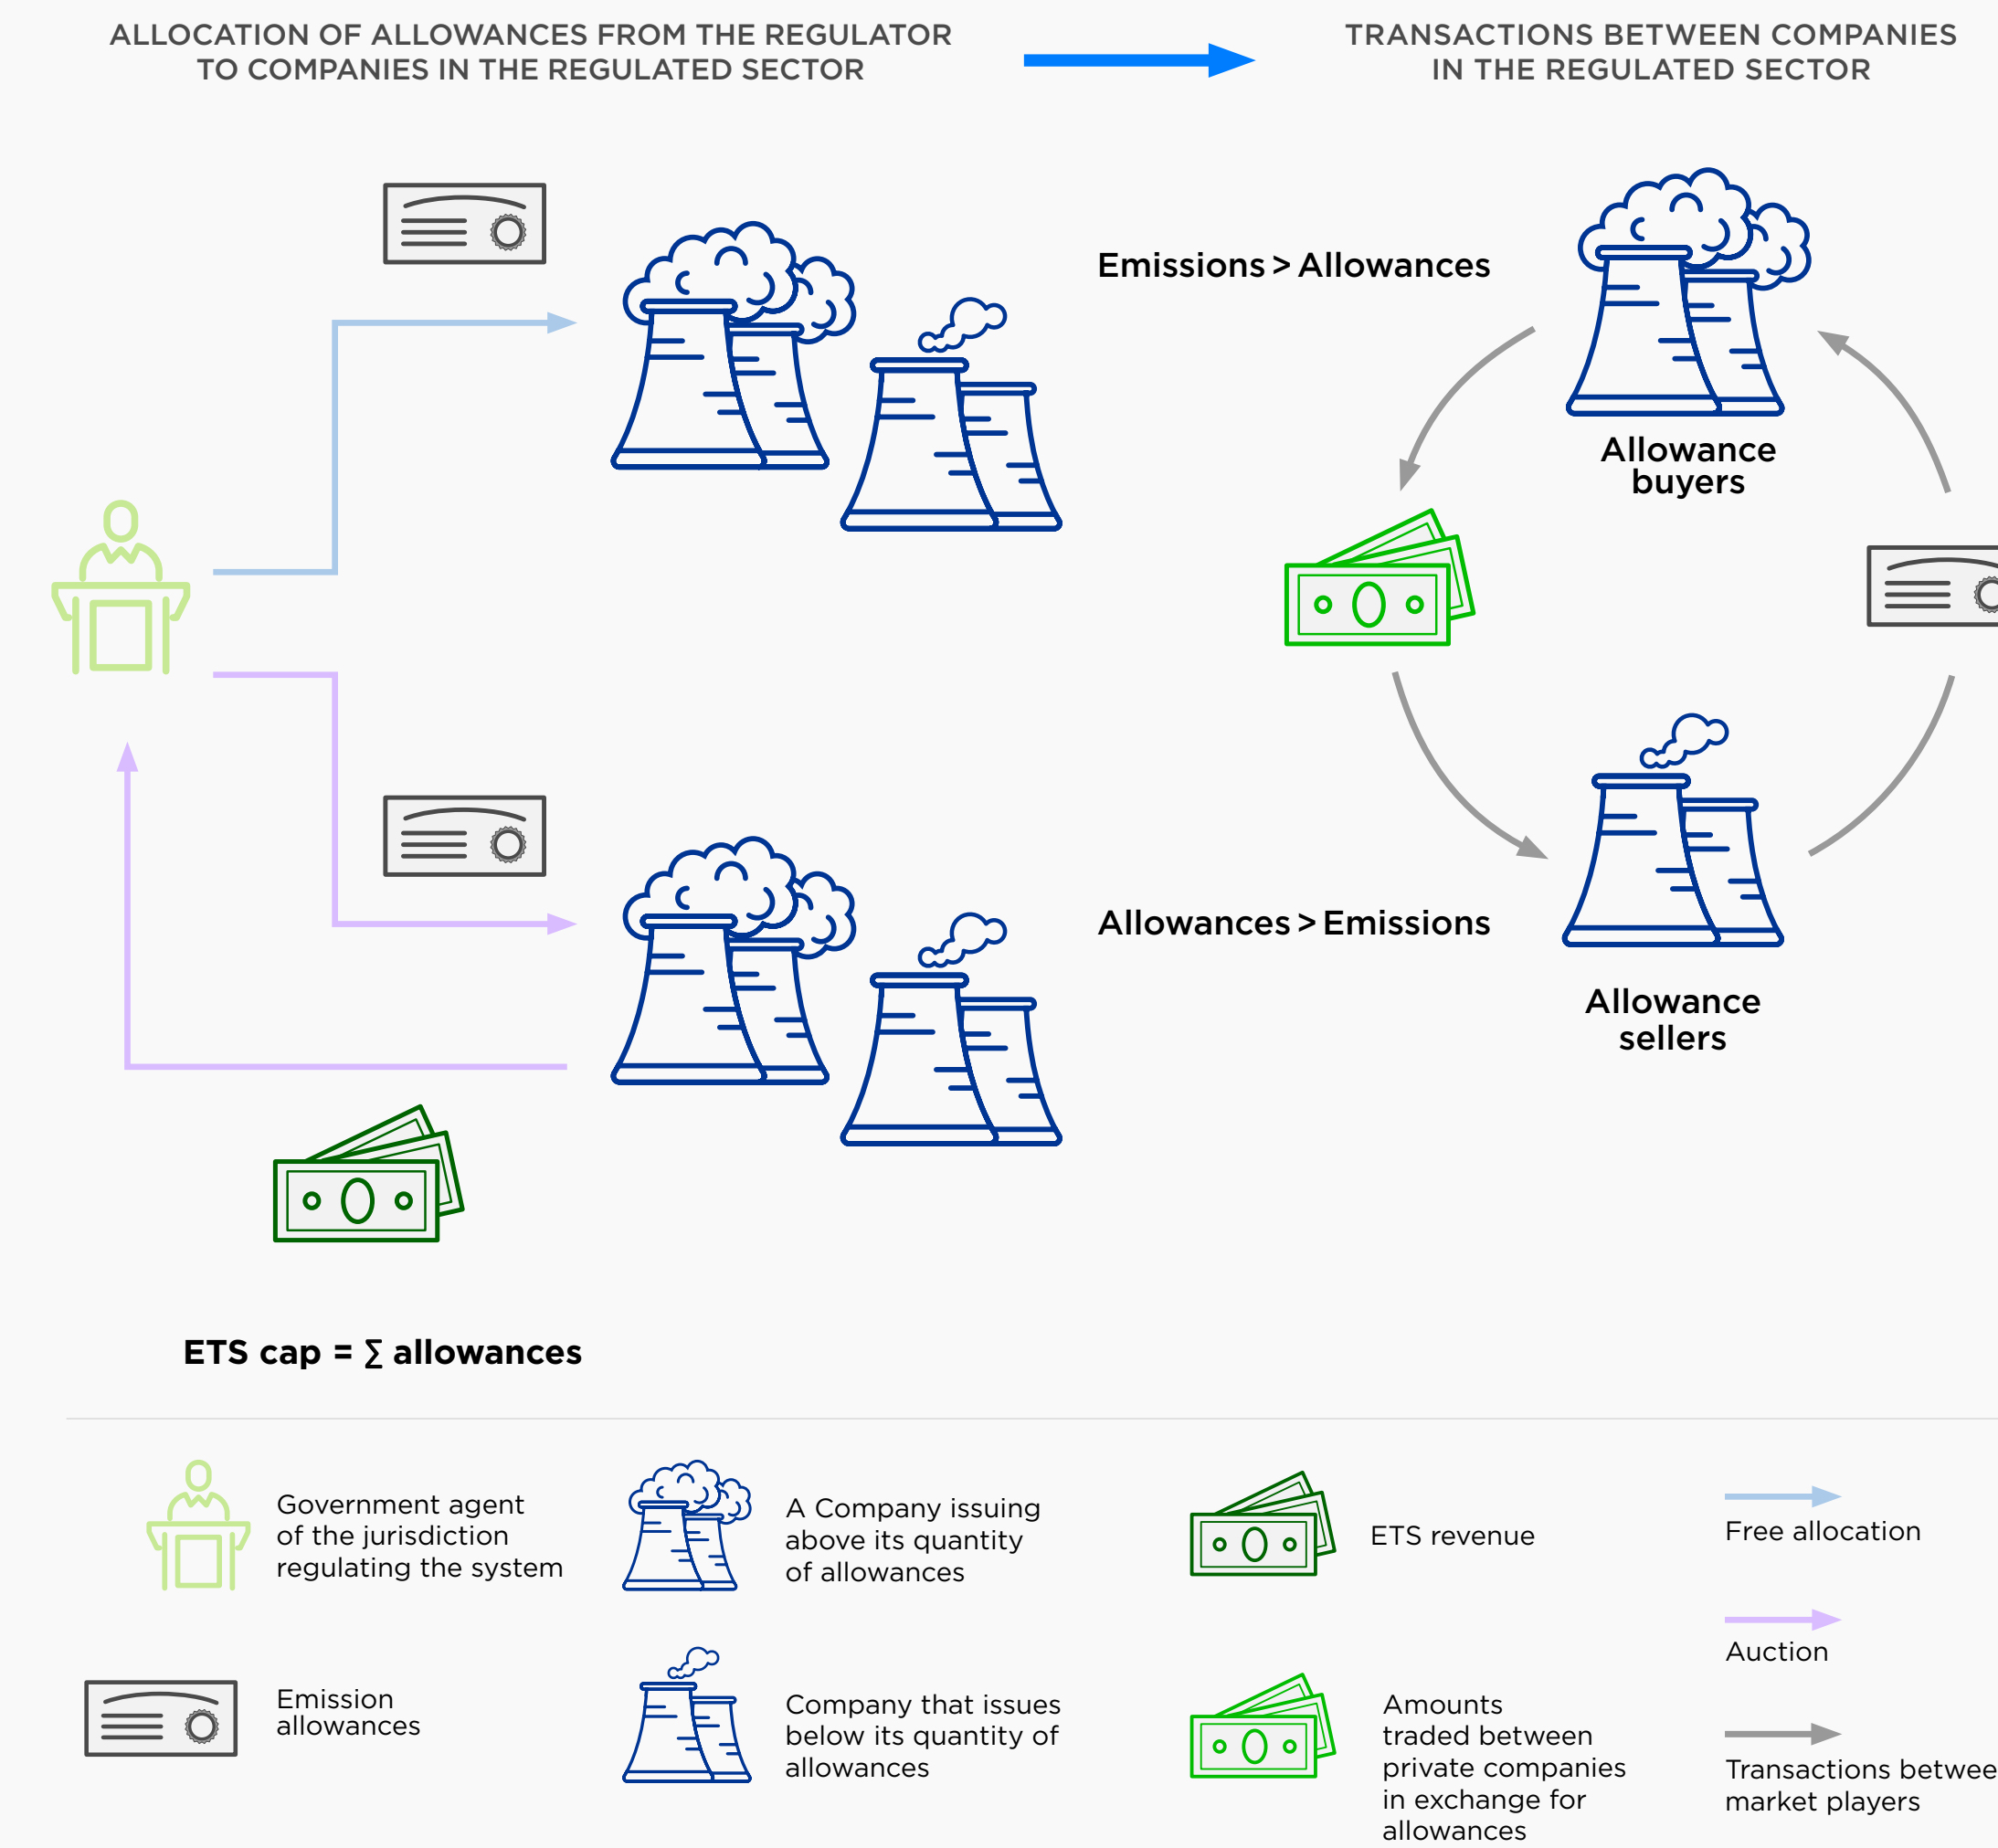 ALLOCATION OF ALLOWANCES FROM THE REGULATOR
TO COMPANIES IN THE REGULATED SECTOR
TRANSACTIONS BETWEEN COMPANIES
IN THE REGULATED SECTOR
Emissions > Allowances
Allowance
buyers
Allowances > Emissions
Allowance
sellers
ETS cap = ∑ allowances
Government agent
of the jurisdiction
regulating the system
A Company issuing
above its quantity
of allowances
ETS revenue
Free allocation
Auction
Emission
allowances
Company that issues
below its quantity of
allowances
Amounts
traded between
private companies
in exchange for
allowances
Transactions betwee
market players